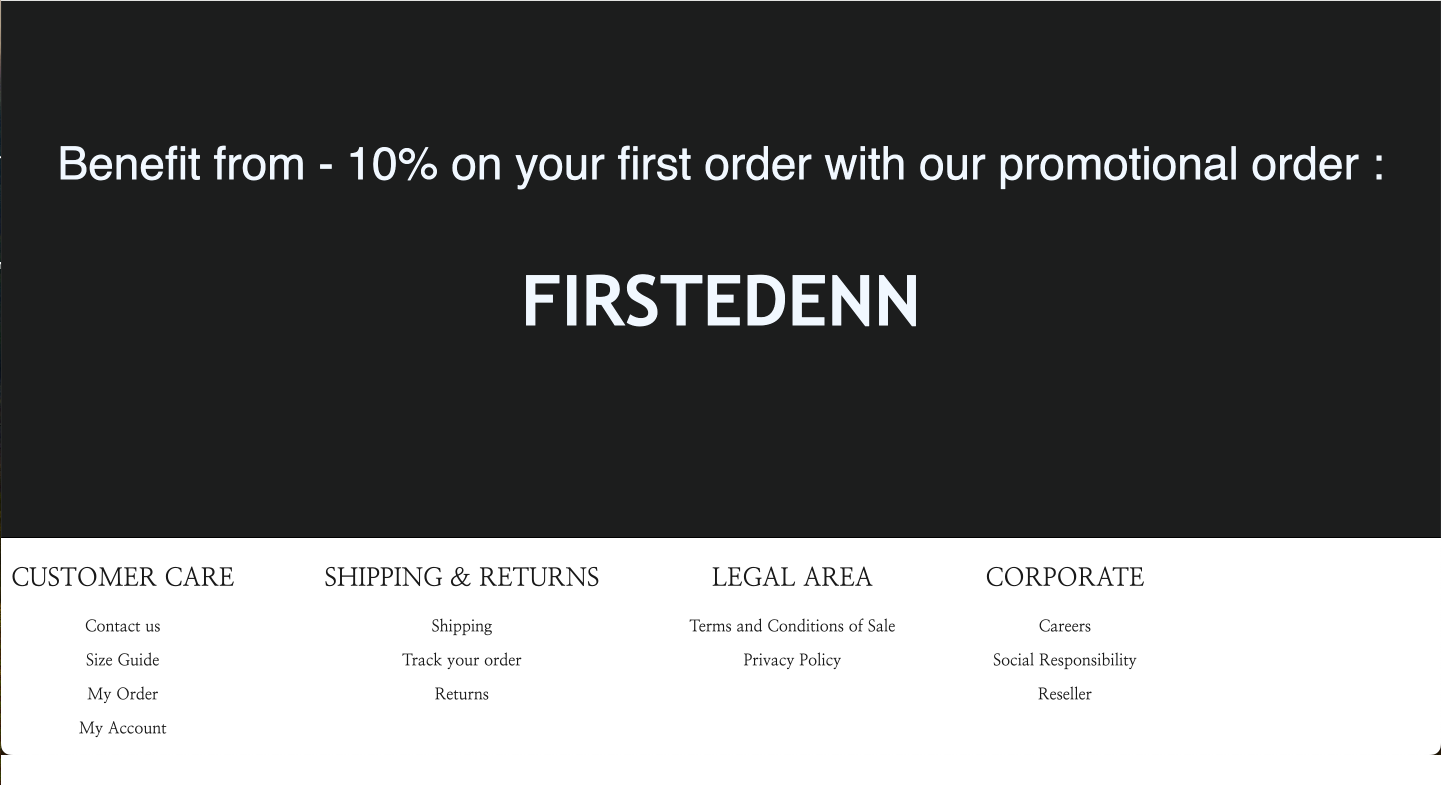 Benefit from - 10% on your first order with our promotional order :
FIRSTEDENN
CUSTOMER CARE
Contact us
Size Guide
My Order
My Account
SHIPPING & RETURNS
Shipping
Track your order
Returns
LEGAL AREA
Terms and Conditions of Sale
Privacy Policy
CORPORATE
Careers
Social Responsibility
Reseller